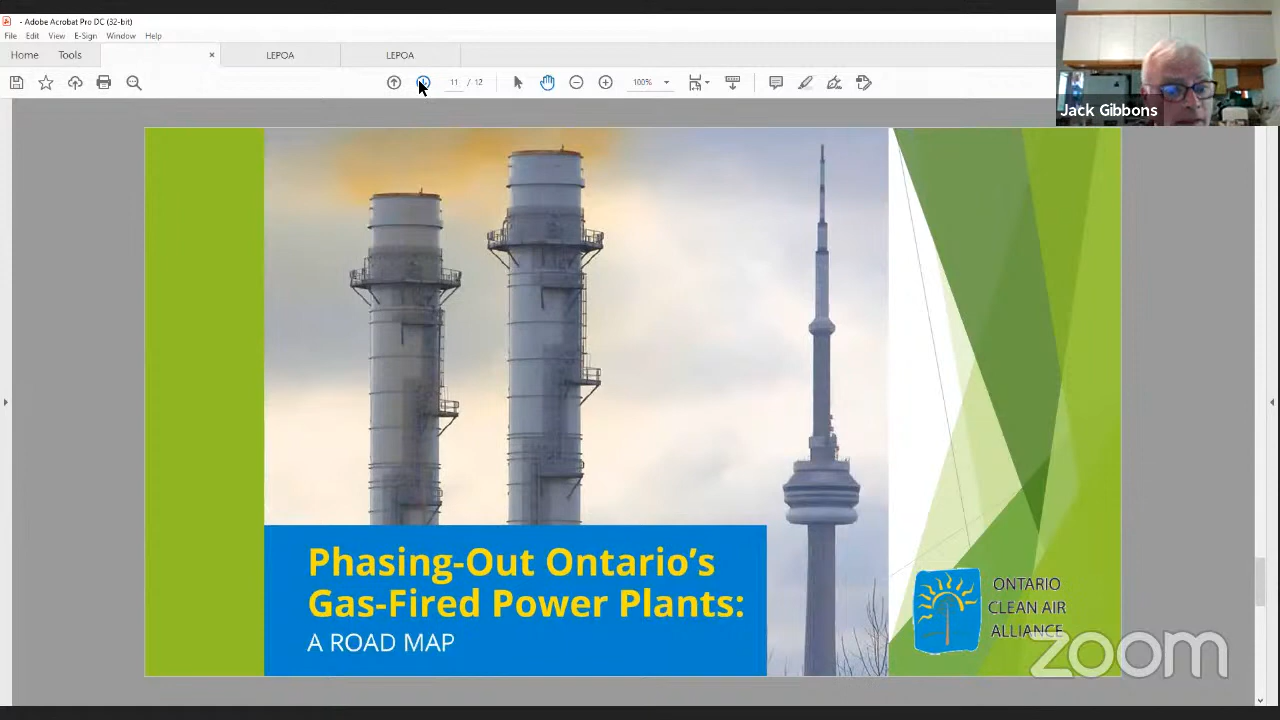 - Adobe Acrobat Pro DC (32-bit)
File Edit View E-Sign Window Help
Home Tools × LEPOA LEPOA
11 / 12 100%
Jack Gibbons
Phasing-Out Ontario's
Gas-Fired Power Plants:
A ROAD MAP
ONTARIO
CLEAN AIR
ALLIANCE
zoom